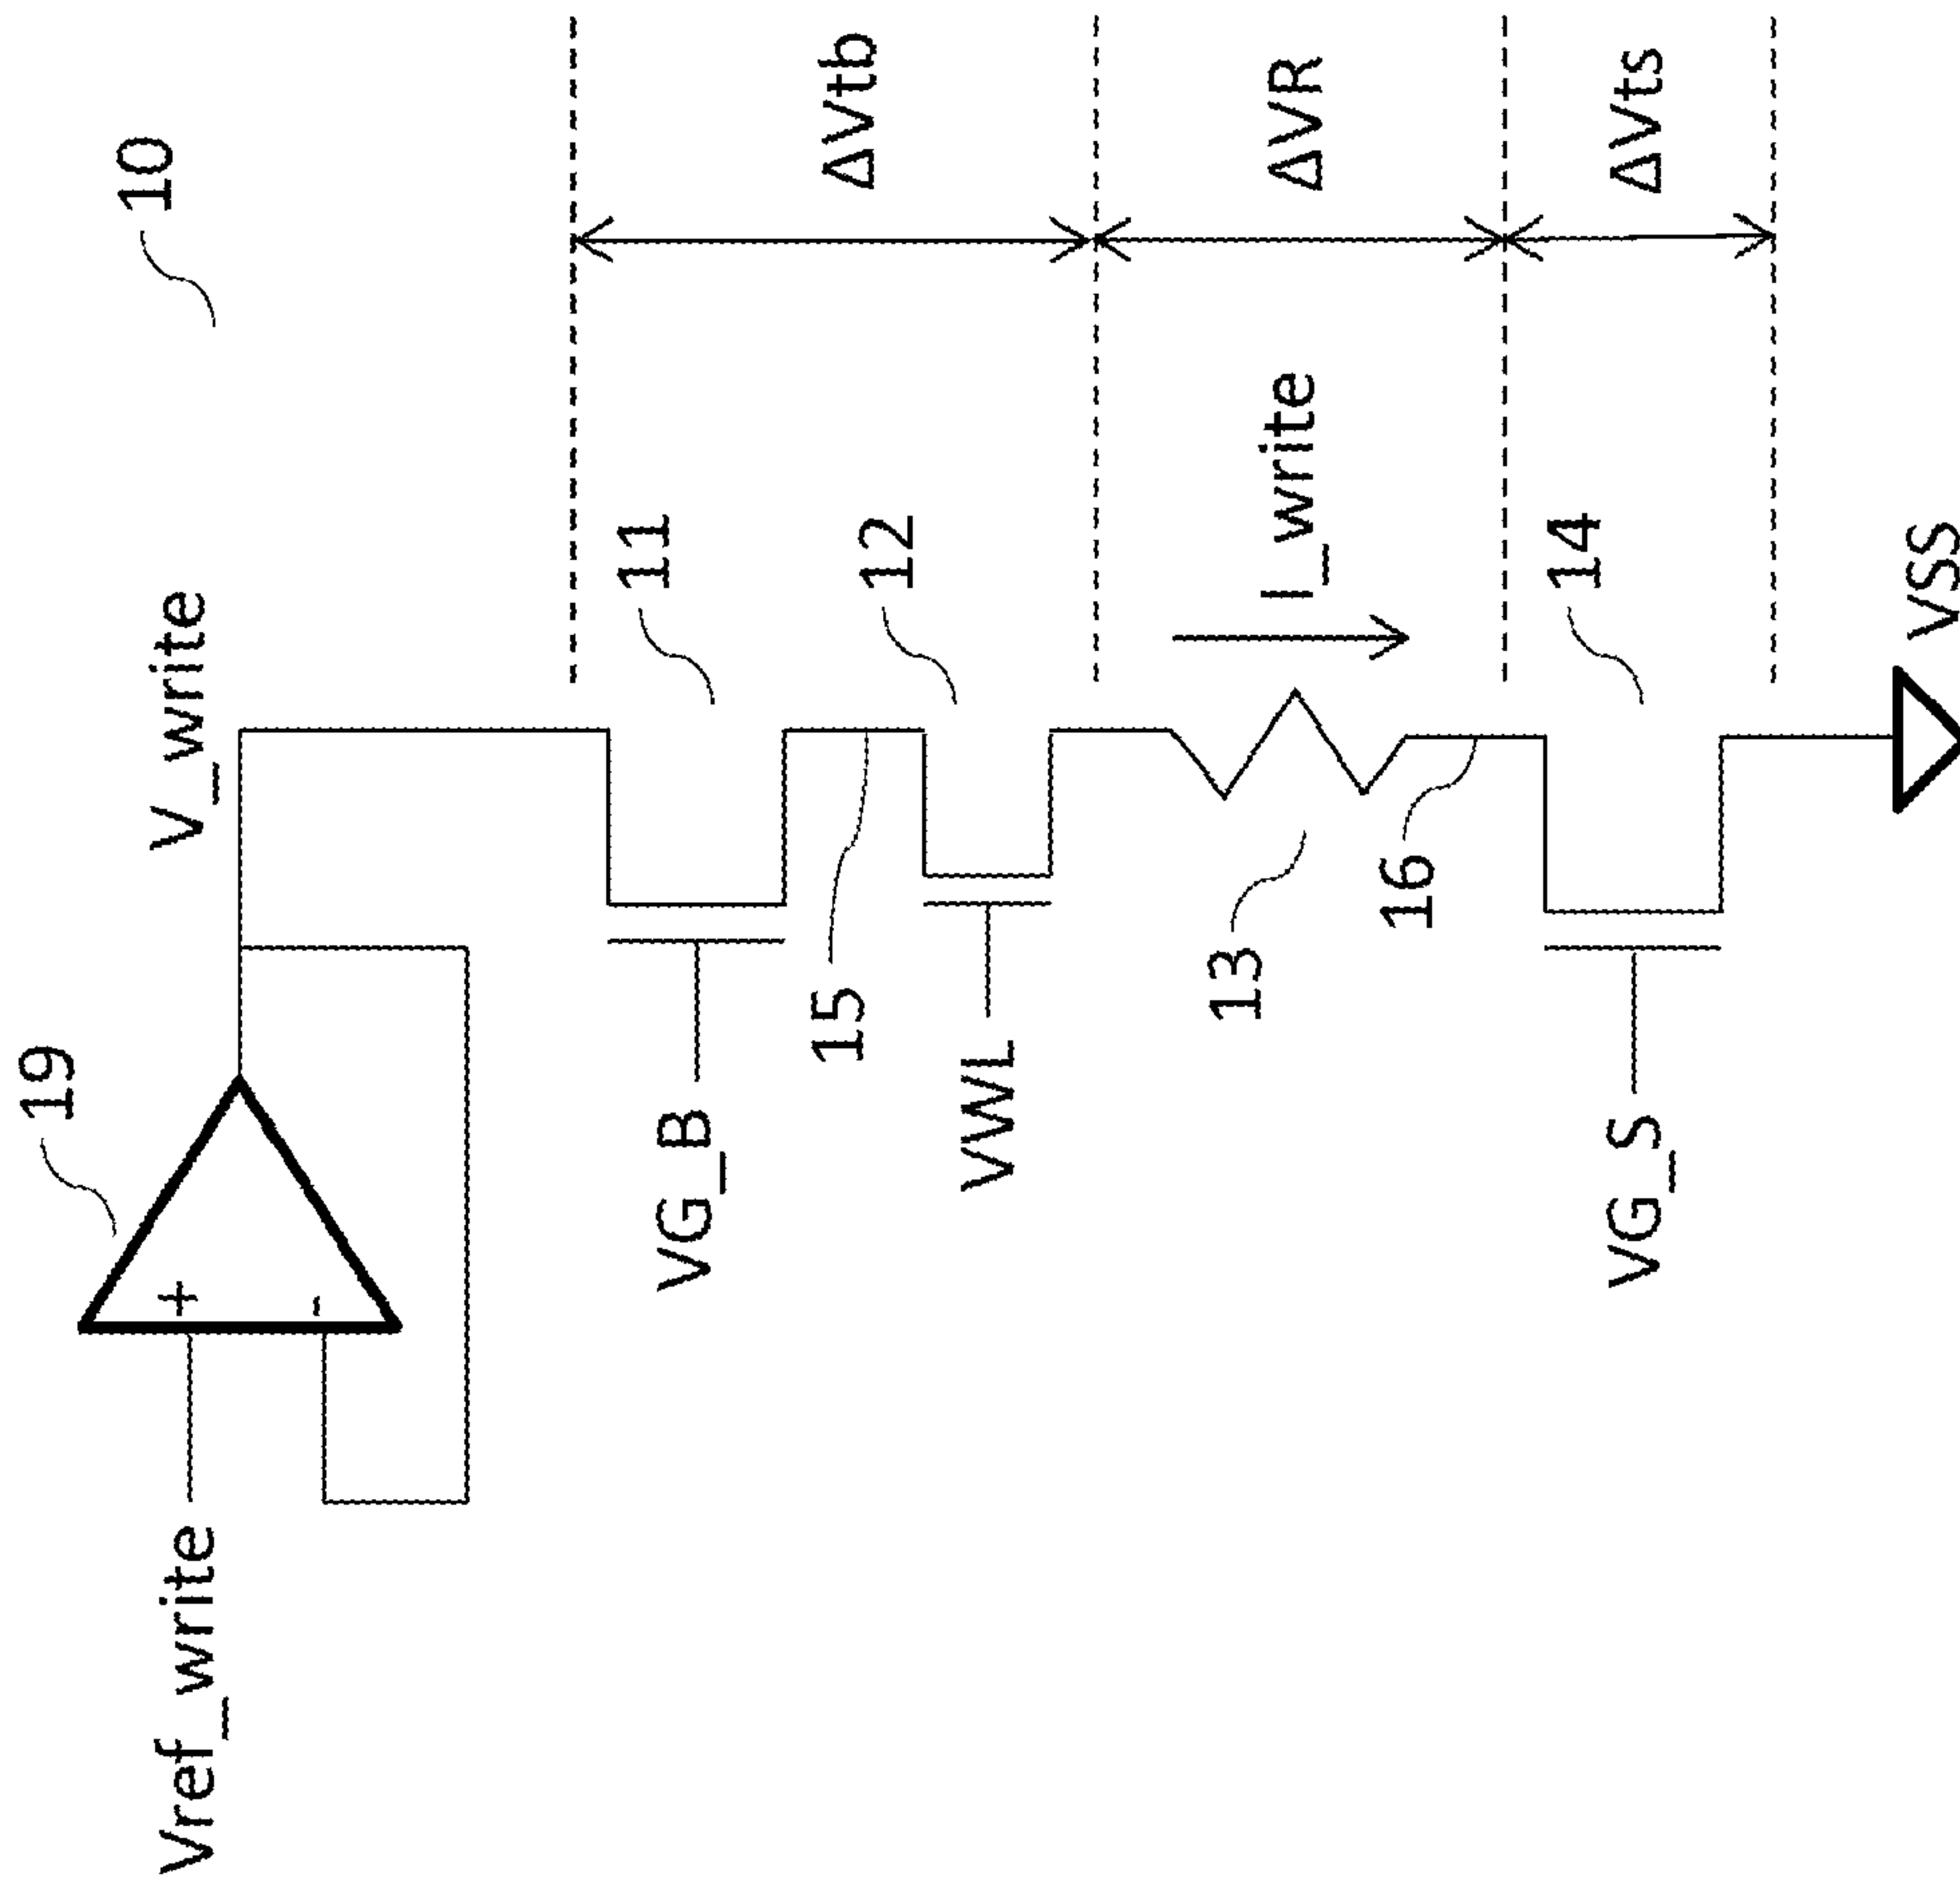 10
19
V_write
Vref_write
+
-
11
ΔVtb
VG_B
15
12
VWL
13
I_write
ΔVR
16
14
ΔVts
VG_S
VSS